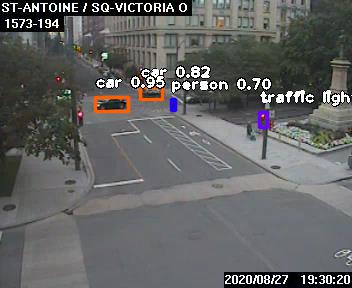 ST-ANTOINE / SQ-VICTORIA O
1573-194
car 0.82
car 0.95
person 0.70
traffic light
2020/08/27 19:30:20